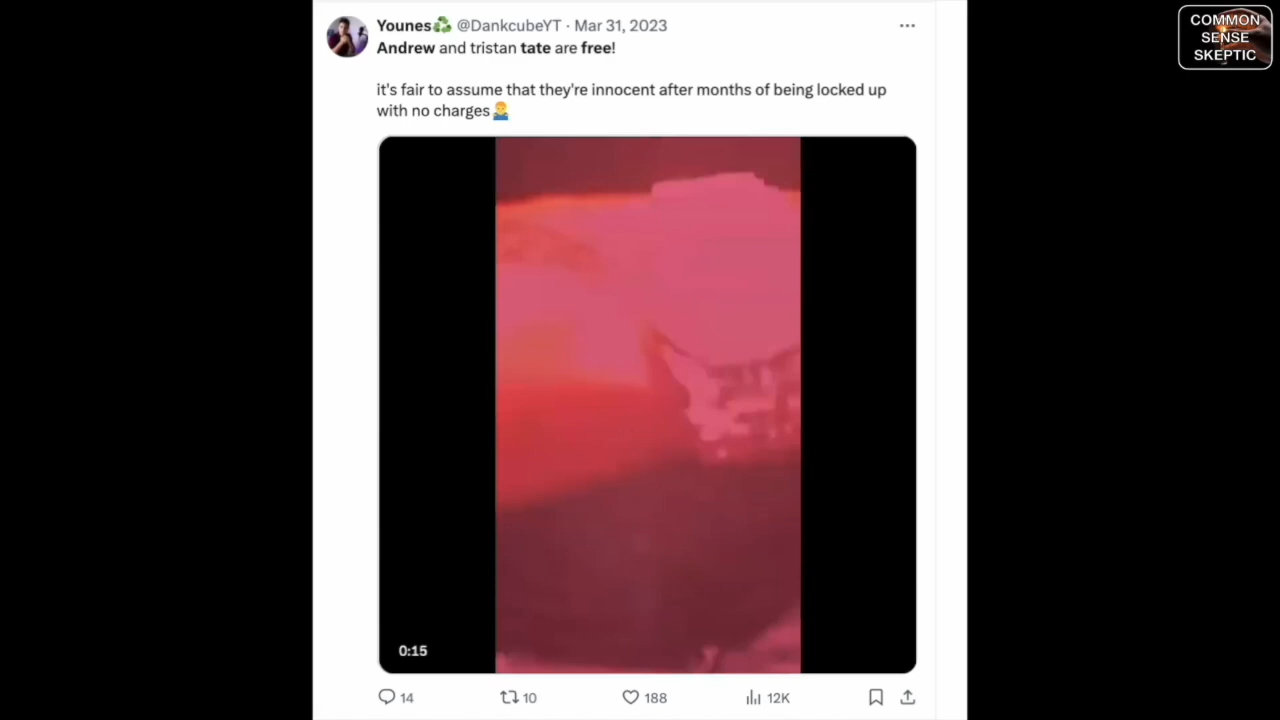 Younes♻️ @DankcubeYT · Mar 31, 2023
Andrew and tristan tate are free!
it's fair to assume that they're innocent after months of being locked up
with no charges🤷‍♂️
0:15
14 10 188 12K
COMMON
SENSE
SKEPTIC